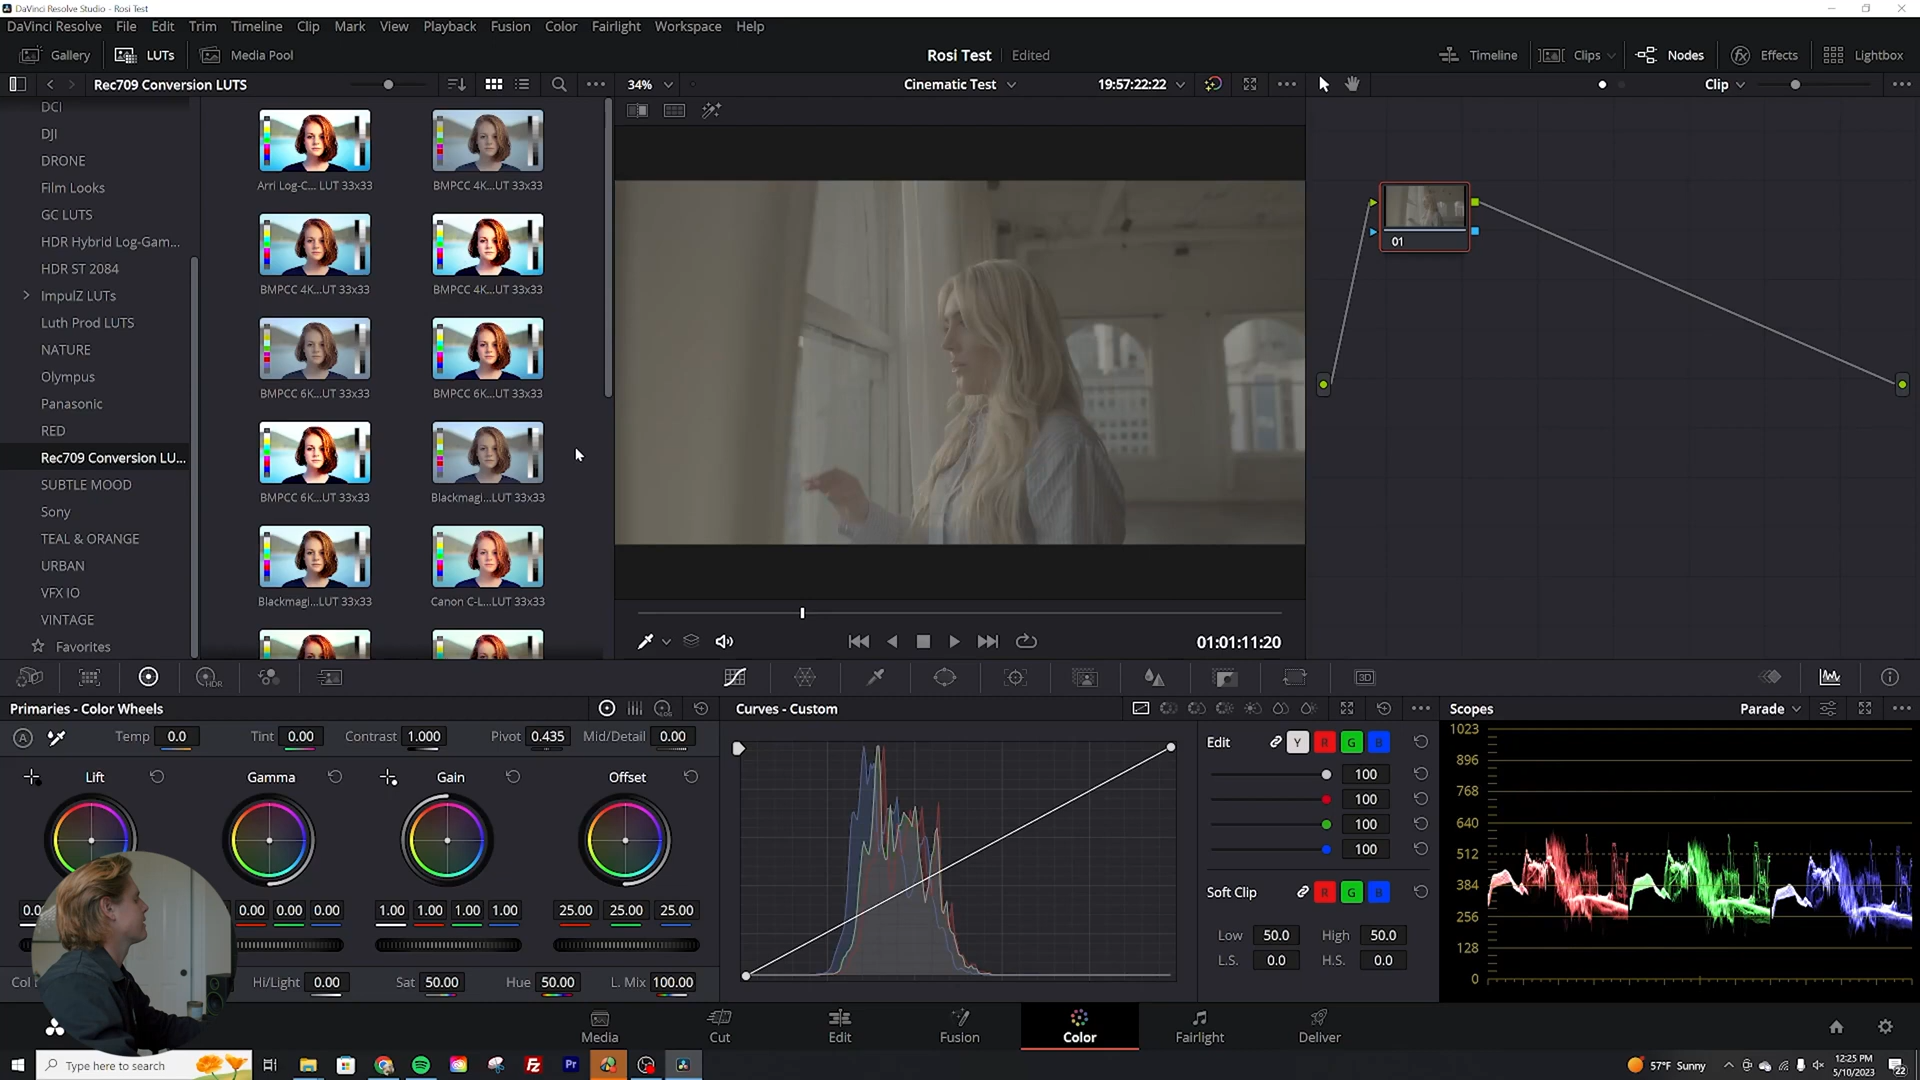 DaVinci Resolve Studio - Rosi Test
DaVinci Resolve File Edit Trim Timeline Clip Mark View Playback Fusion Color Fairlight Workspace Help
Gallery LUTs Media Pool Rosi Test Edited Timeline Clips Nodes Effects Lightbox
Rec709 Conversion LUTS 34% Cinematic Test 19:57:22:22 Clip
DCI
DJI
DRONE
Film Looks
GC LUTS
HDR Hybrid Log-Gam...
HDR ST 2084
ImpulZ LUTs
Luth Prod LUTS
NATURE
Olympus
Panasonic
RED
Rec709 Conversion LU...
SUBTLE MOOD
Sony
TEAL & ORANGE
URBAN
VFX IO
VINTAGE
Favorites
Arri Log-C... LUT 33x33 BMPCC 4K...UT 33x33
BMPCC 4K...UT 33x33 BMPCC 4K...UT 33x33
BMPCC 6K...UT 33x33 BMPCC 6K...UT 33x33
BMPCC 6K...UT 33x33 Blackmagi...LUT 33x33
Blackmagi...LUT 33x33 Canon C-L...LUT 33x33
01
01:01:11:20
HDR
3D
Primaries - Color Wheels Curves - Custom Scopes Parade
A Temp 0.0 Tint 0.00 Contrast 1.000 Pivot 0.435 Mid/Detail 0.00
Lift Gamma Gain Offset
0.00 0.00 0.00 1.00 1.00 1.00 1.00 25.00 25.00 25.00
Hi/Light 0.00 Sat 50.00 Hue 50.00 L. Mix 100.00
Edit Y R G B
100
100
100
100
Soft Clip R G B
Low 50.0 High 50.0
L.S. 0.0 H.S. 0.0
1023
896
768
640
512
384
256
128
0
Media Cut Edit Fusion Color Fairlight Deliver
Type here to search
Fz Pr
57°F Sunny
12:25 PM
5/10/2023
22